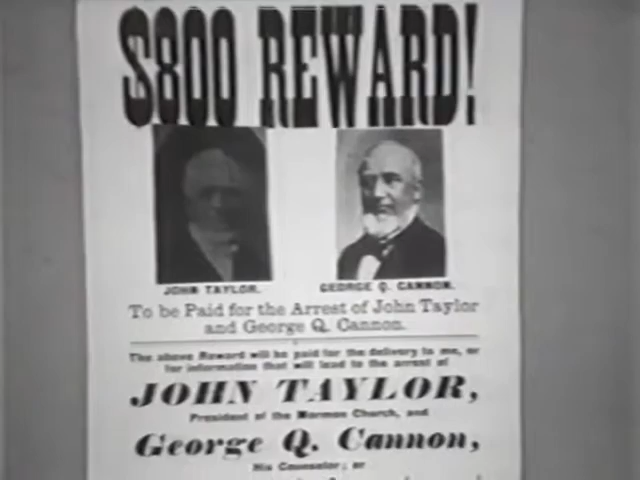 $800 REWARD!
JOHN TAYLOR. GEORGE Q. CANNON.
To be Paid for the Arrest of John Taylor
and George Q. Cannon.
The above Reward will be paid for the delivery to me, or
for information that will lead to the arrest of
JOHN TAYLOR,
President of the Mormon Church, and
George Q. Cannon,
His Counselor; or